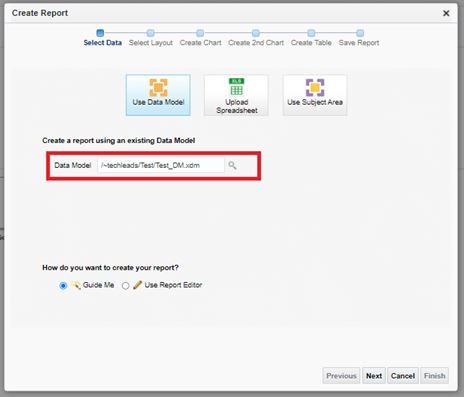 Create Report
Select Data Select Layout Create Chart Create 2nd Chart Create Table Save Report
Use Data Model
XLS
Upload Spreadsheet
Use Subject Area
Create a report using an existing Data Model
Data Model /~techleads/Test/Test_DM.xdm
How do you want to create your report?
Guide Me Use Report Editor
Previous Next Cancel Finish